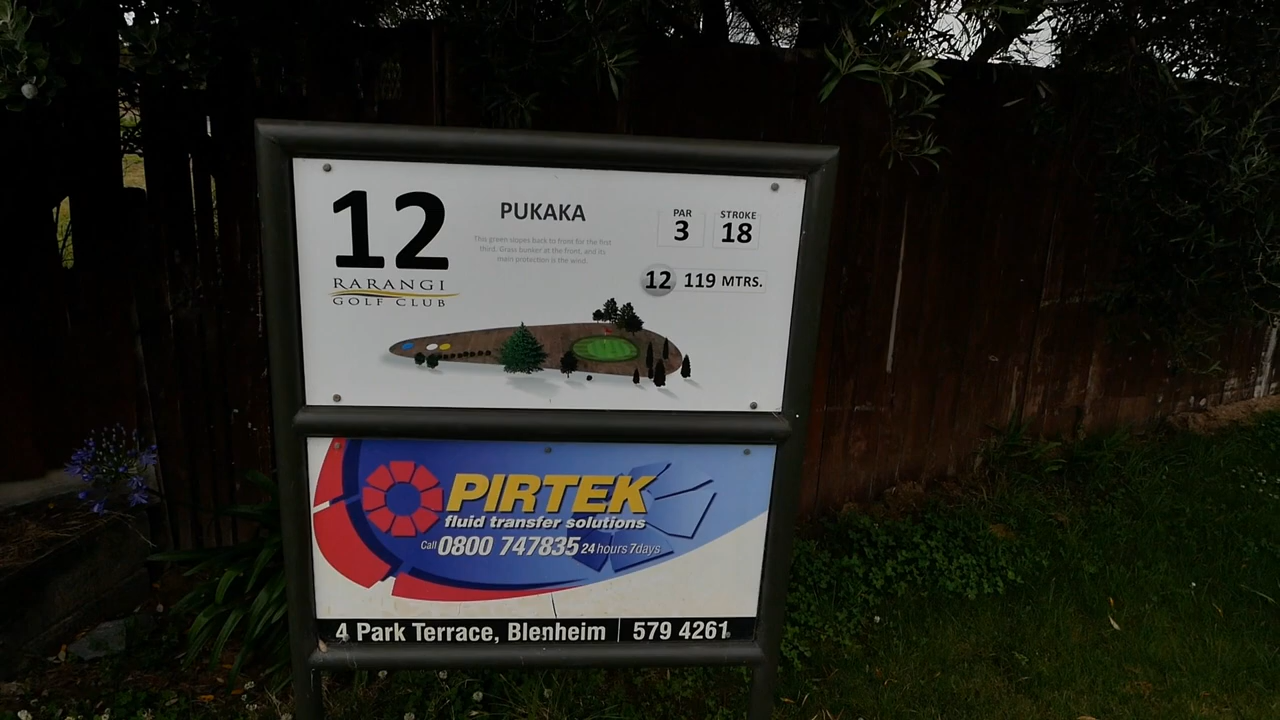 12
RARANGI
GOLF CLUB
PUKAKA
This green slopes back to front for the first
third. Grass bunker at the front, and its
main protection is the wind.
PAR
3
STROKE
18
12 119 MTRS.
PIRTEK
fluid transfer solutions
Call 0800 747835 24 hours 7days
4 Park Terrace, Blenheim 579 4261